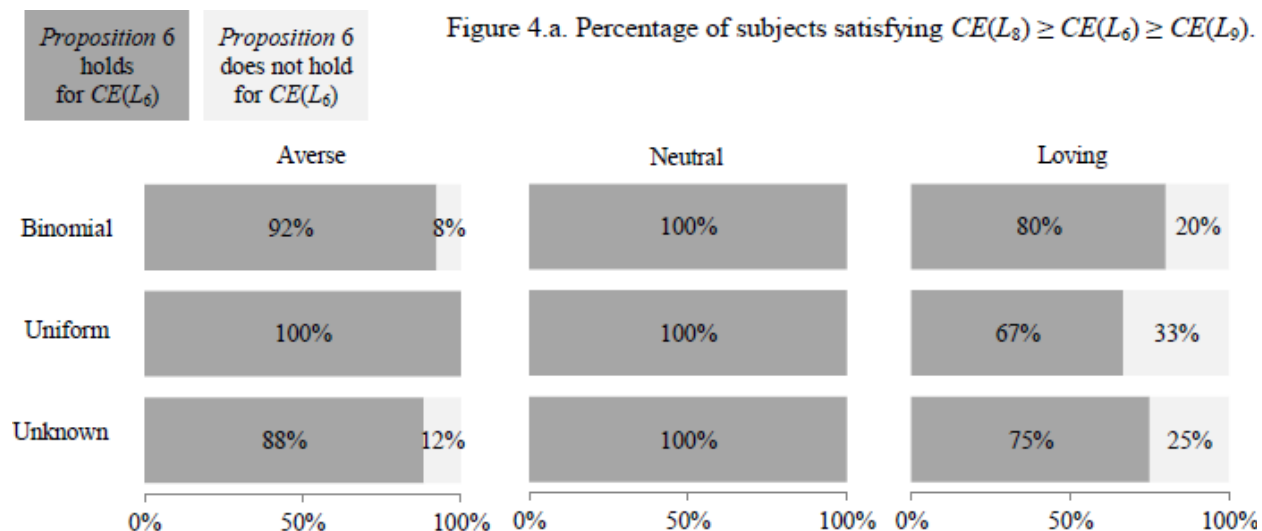 Proposition 6
holds
for CE(L₆)
Proposition 6
does not hold
for CE(L₆)
Figure 4.a. Percentage of subjects satisfying CE(L₈) ≥ CE(L₆) ≥ CE(L₉).
Averse
Neutral
Loving
Binomial
92%
8%
100%
80%
20%
Uniform
100%
100%
67%
33%
Unknown
88%
12%
100%
75%
25%
0%
50%
100%
0%
50%
100%
0%
50%
100%